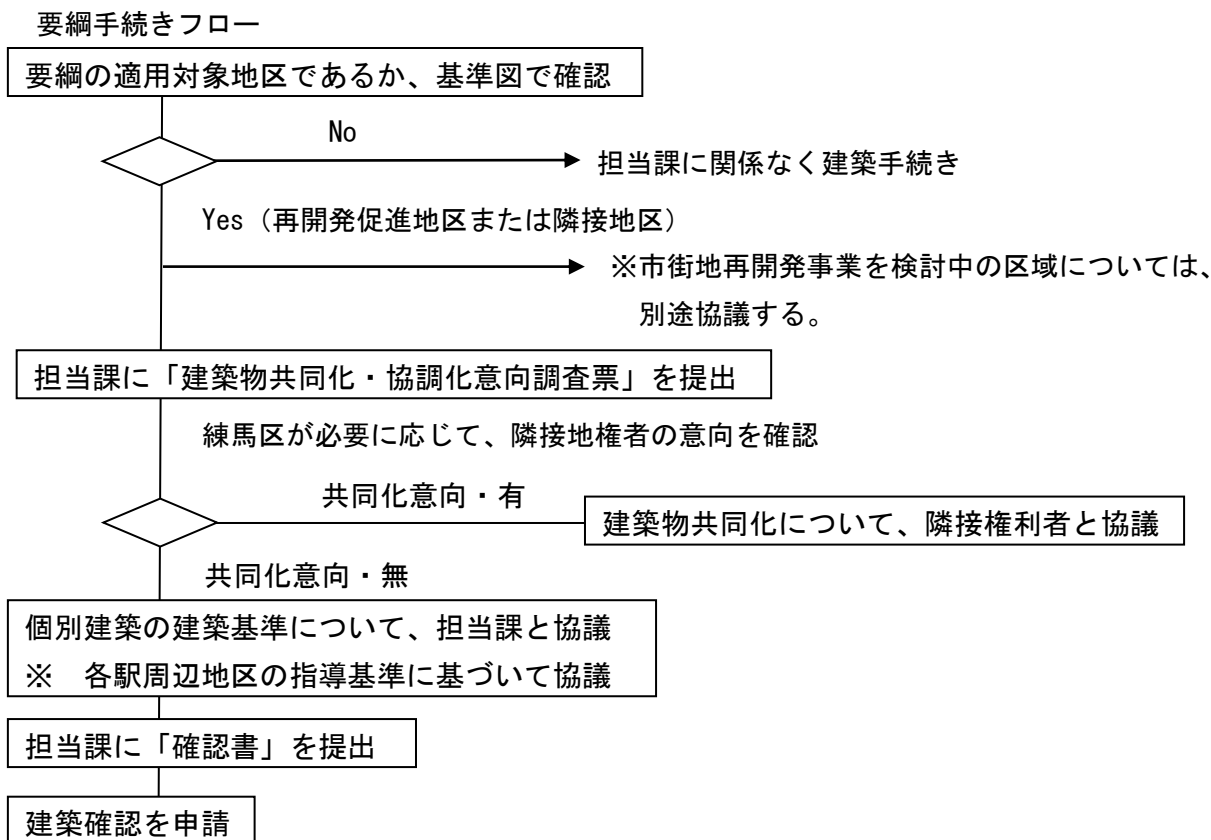 要綱手続きフロー
要綱の適用対象地区であるか、基準図で確認
No
担当課に関係なく建築手続き
Yes（再開発促進地区または隣接地区）
※市街地再開発事業を検討中の区域については、
別途協議する。
担当課に「建築物共同化・協調化意向調査票」を提出
練馬区が必要に応じて、隣接地権者の意向を確認
共同化意向・有
建築物共同化について、隣接権利者と協議
共同化意向・無
個別建築の建築基準について、担当課と協議
※　各駅周辺地区の指導基準に基づいて協議
担当課に「確認書」を提出
建築確認を申請